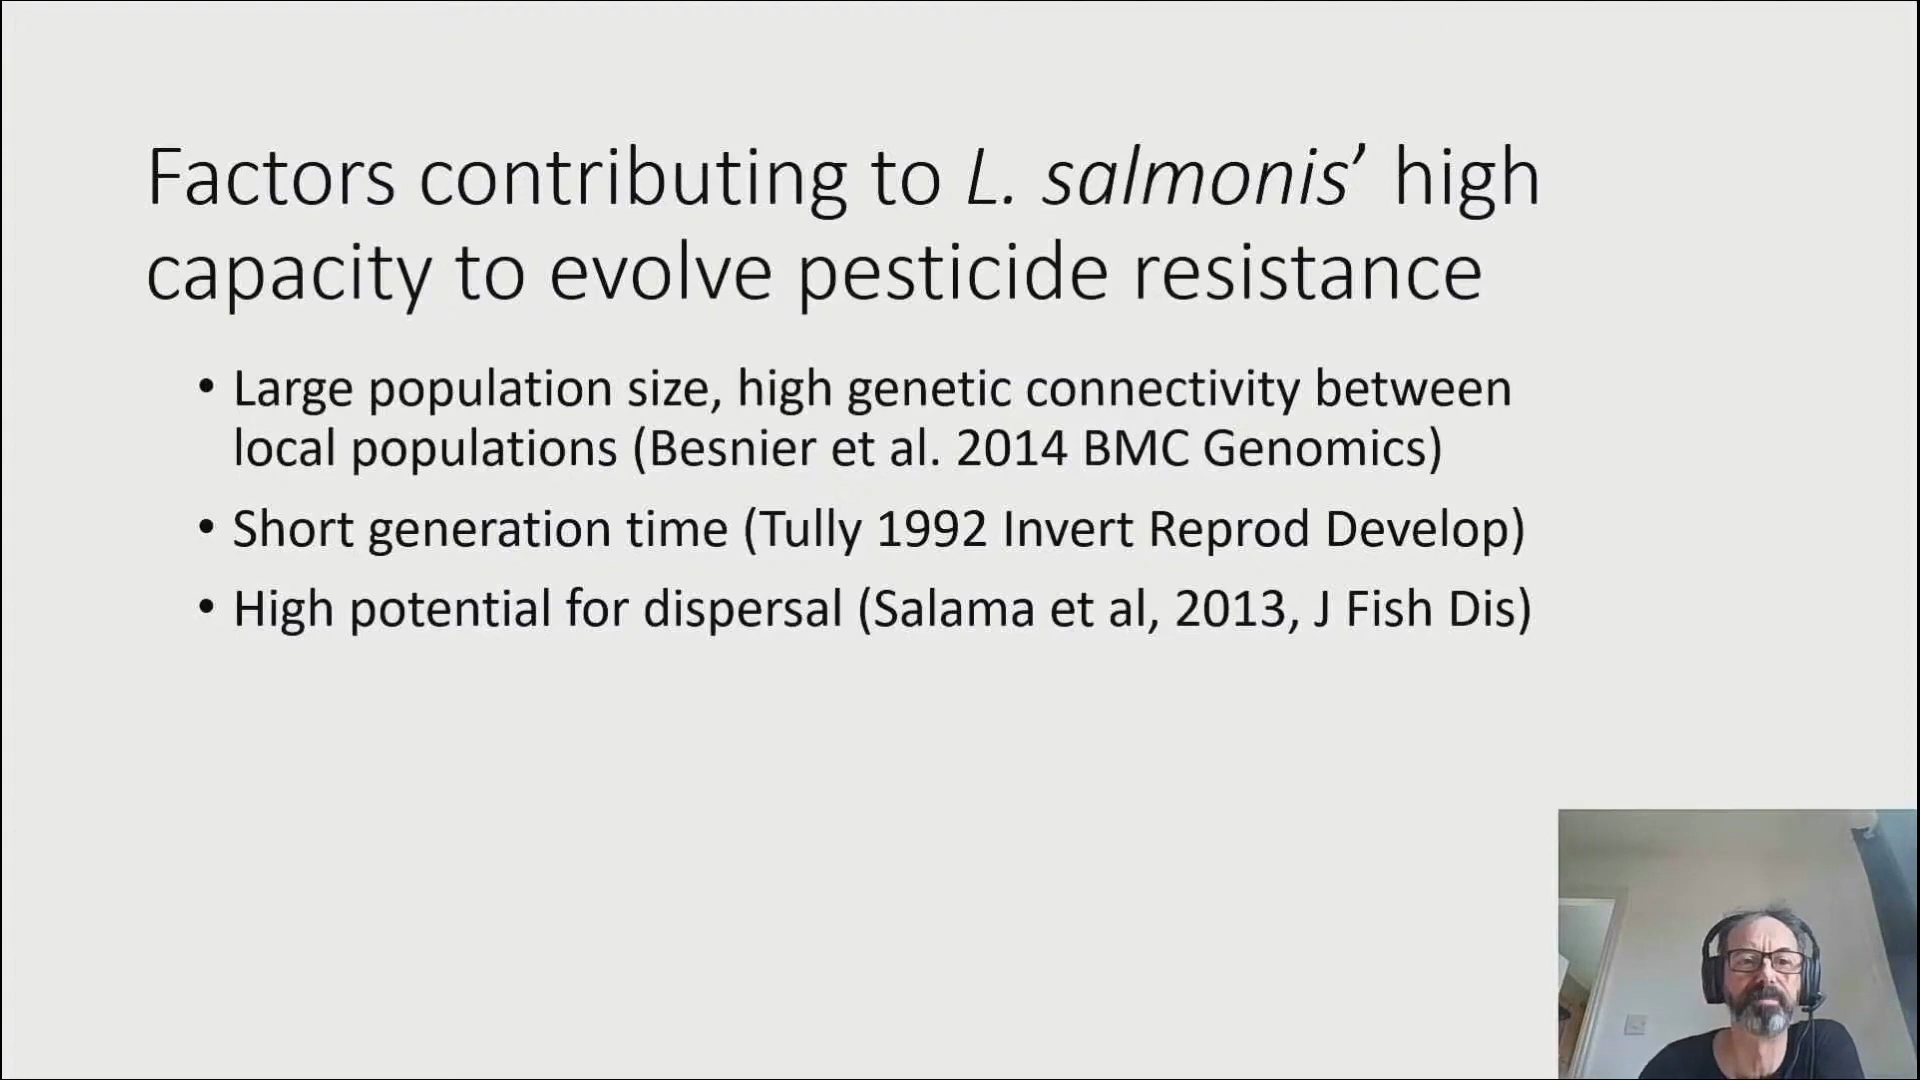 Factors contributing to L. salmonis’ high
capacity to evolve pesticide resistance
• Large population size, high genetic connectivity between
local populations (Besnier et al. 2014 BMC Genomics)
• Short generation time (Tully 1992 Invert Reprod Develop)
• High potential for dispersal (Salama et al, 2013, J Fish Dis)